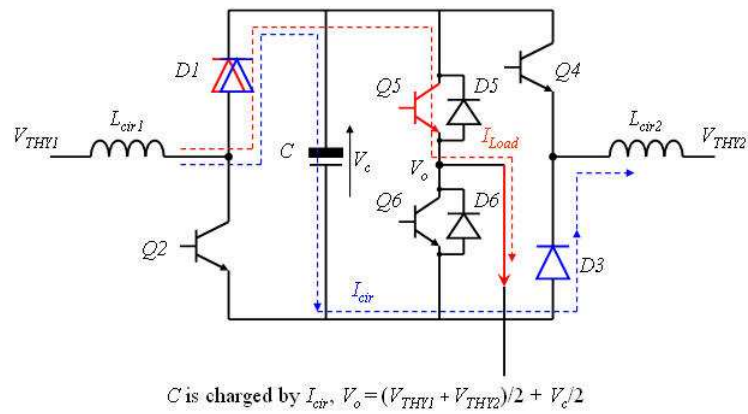 D1
Q4
Q5
D5
L_cir1
L_cir2
I_Load
V_THY1
V_THY2
C
V_c
V_o
Q6
D6
Q2
D3
I_cir
C is charged by I_cir, V_o = (V_THY1 + V_THY2)/2 + V_c/2